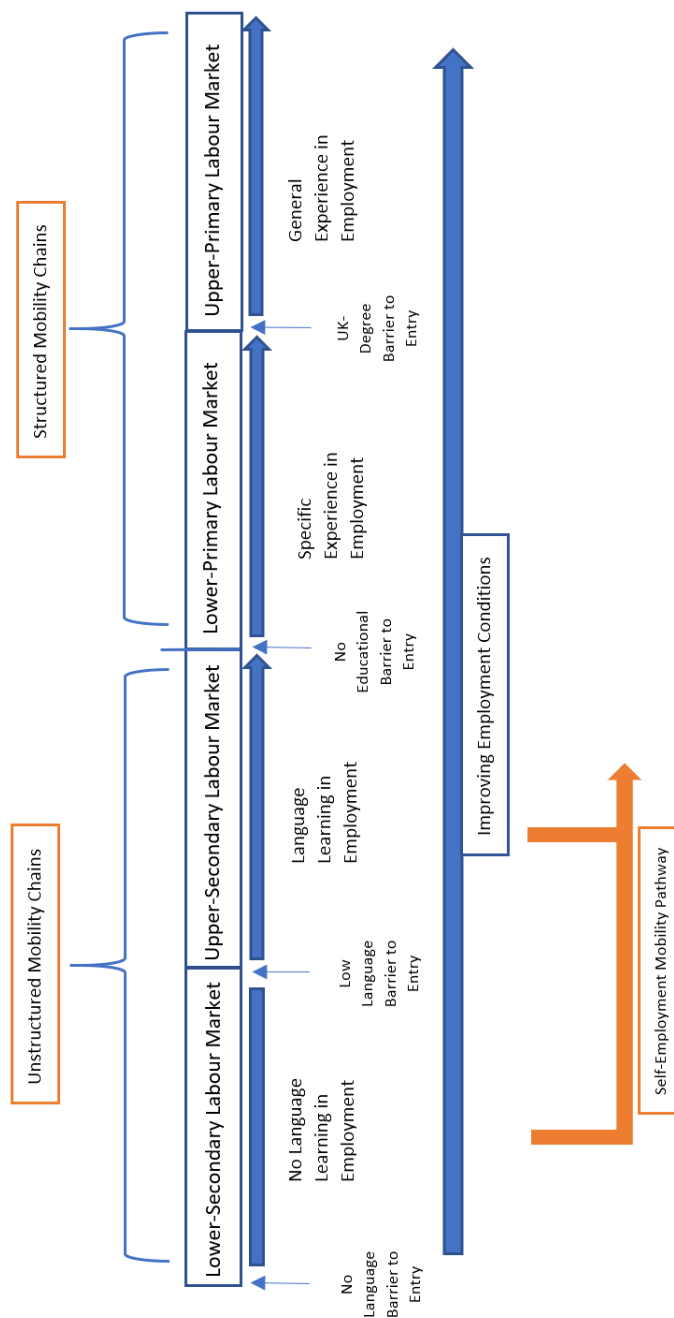 Unstructured Mobility Chains
Structured Mobility Chains
Lower-Secondary Labour Market
Upper-Secondary Labour Market
Lower-Primary Labour Market
Upper-Primary Labour Market
No Language
Learning in
Employment
Language
Learning in
Employment
Specific
Experience in
Employment
General
Experience in
Employment
No
Language
Barrier to
Entry
Low
Language
Barrier to
Entry
No
Educational
Barrier to
Entry
UK-
Degree
Barrier to
Entry
Improving Employment Conditions
Self-Employment Mobility Pathway